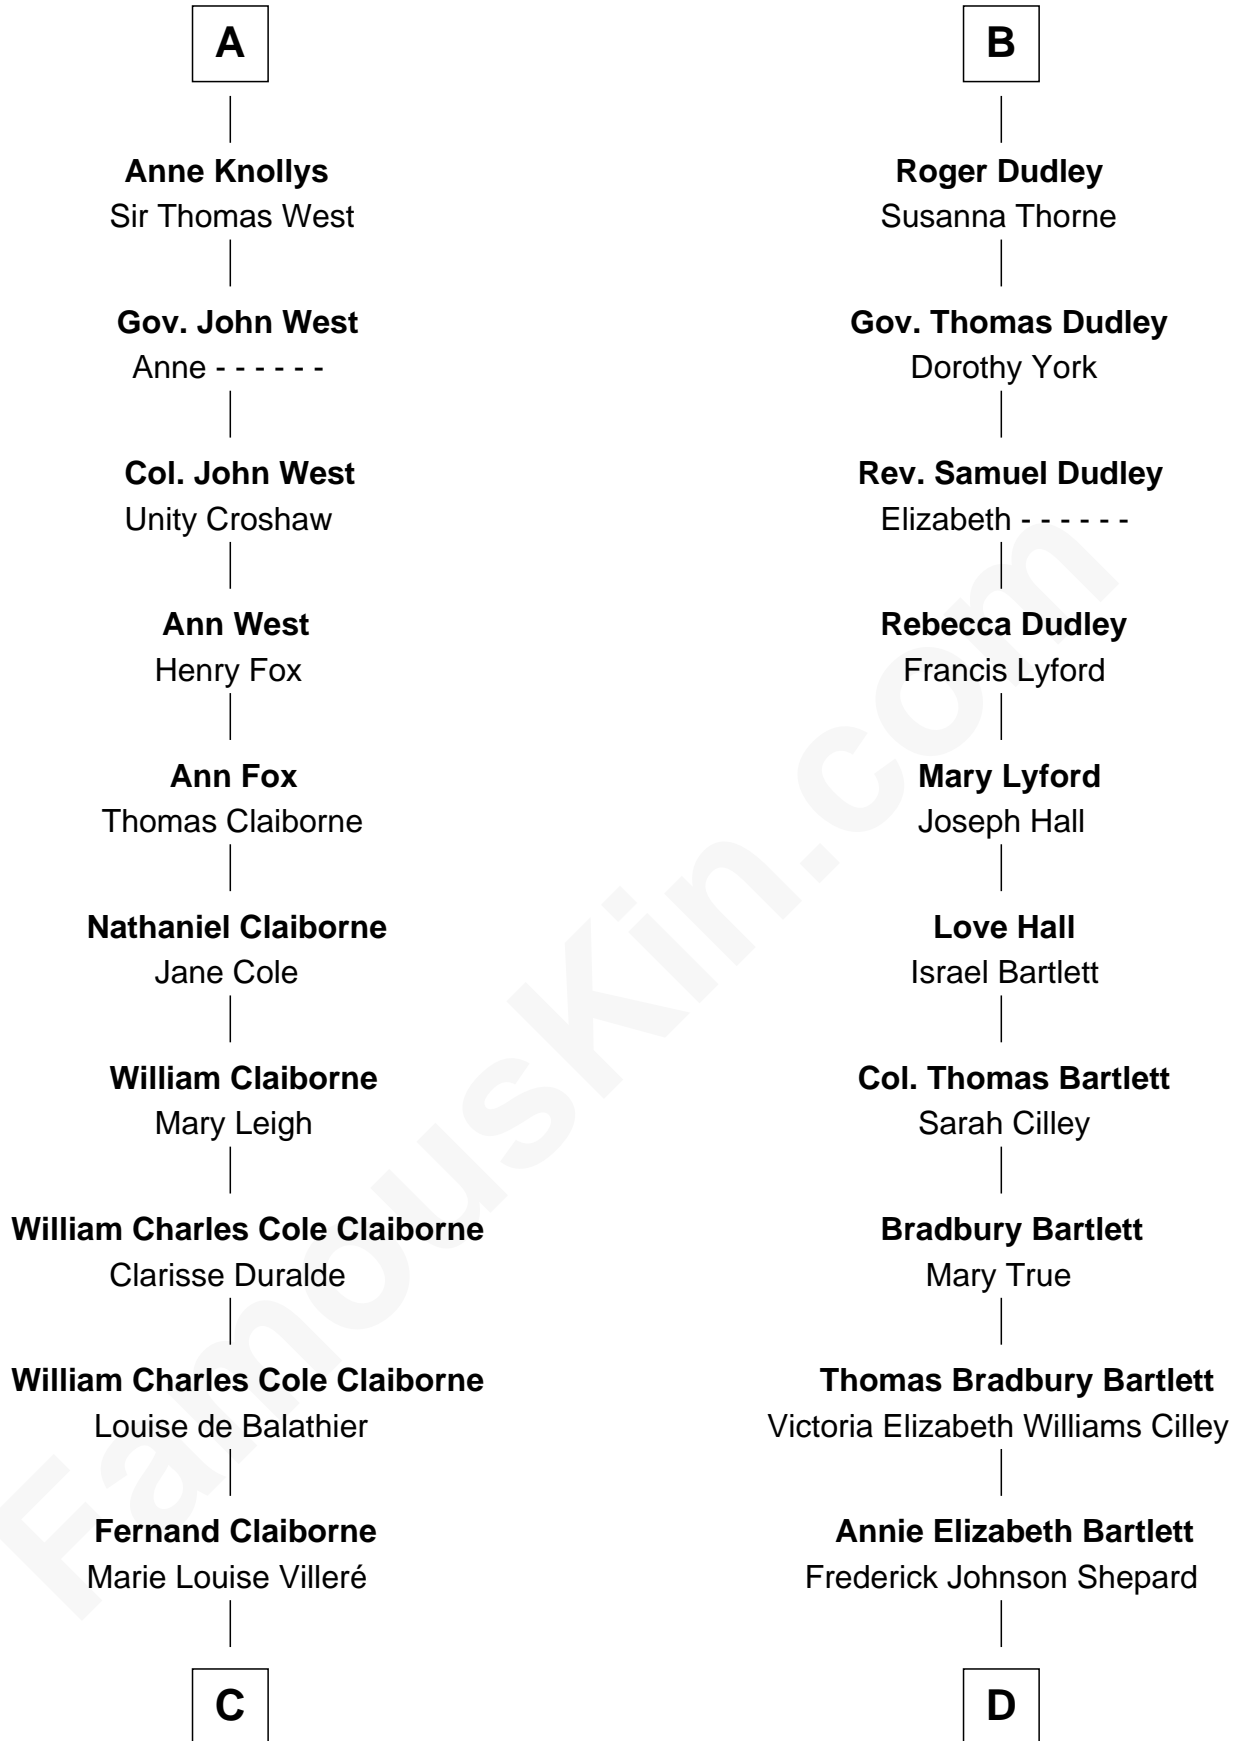 A
Anne Knollys
Sir Thomas West
Gov. John West
Anne - - - - - -
Col. John West
Unity Croshaw
Ann West
Henry Fox
Ann Fox
Thomas Claiborne
Nathaniel Claiborne
Jane Cole
William Claiborne
Mary Leigh
William Charles Cole Claiborne
Clarisse Duralde
William Charles Cole Claiborne
Louise de Balathier
Fernand Claiborne
Marie Louise Villeré
C
B
Roger Dudley
Susanna Thorne
Gov. Thomas Dudley
Dorothy York
Rev. Samuel Dudley
Elizabeth - - - - - -
Rebecca Dudley
Francis Lyford
Mary Lyford
Joseph Hall
Love Hall
Israel Bartlett
Col. Thomas Bartlett
Sarah Cilley
Bradbury Bartlett
Mary True
Thomas Bradbury Bartlett
Victoria Elizabeth Williams Cilley
Annie Elizabeth Bartlett
Frederick Johnson Shepard
D
FamousKin.com